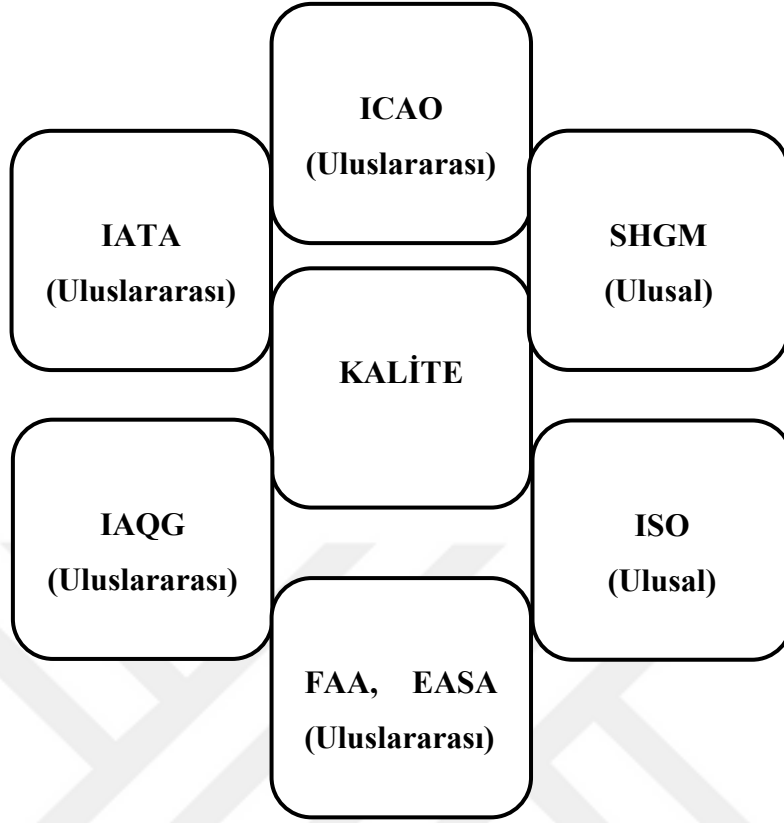 ICAO
(Uluslararası)
IATA
(Uluslararası)
SHGM
(Ulusal)
KALİTE
IAQG
(Uluslararası)
ISO
(Ulusal)
FAA, EASA
(Uluslararası)